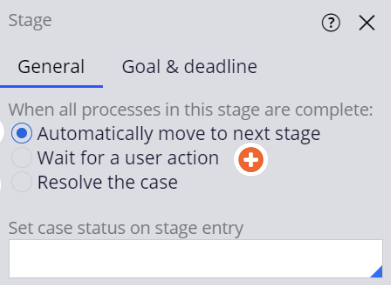 Stage
General Goal & deadline
When all processes in this stage are complete:
Automatically move to next stage
Wait for a user action
Resolve the case
Set case status on stage entry